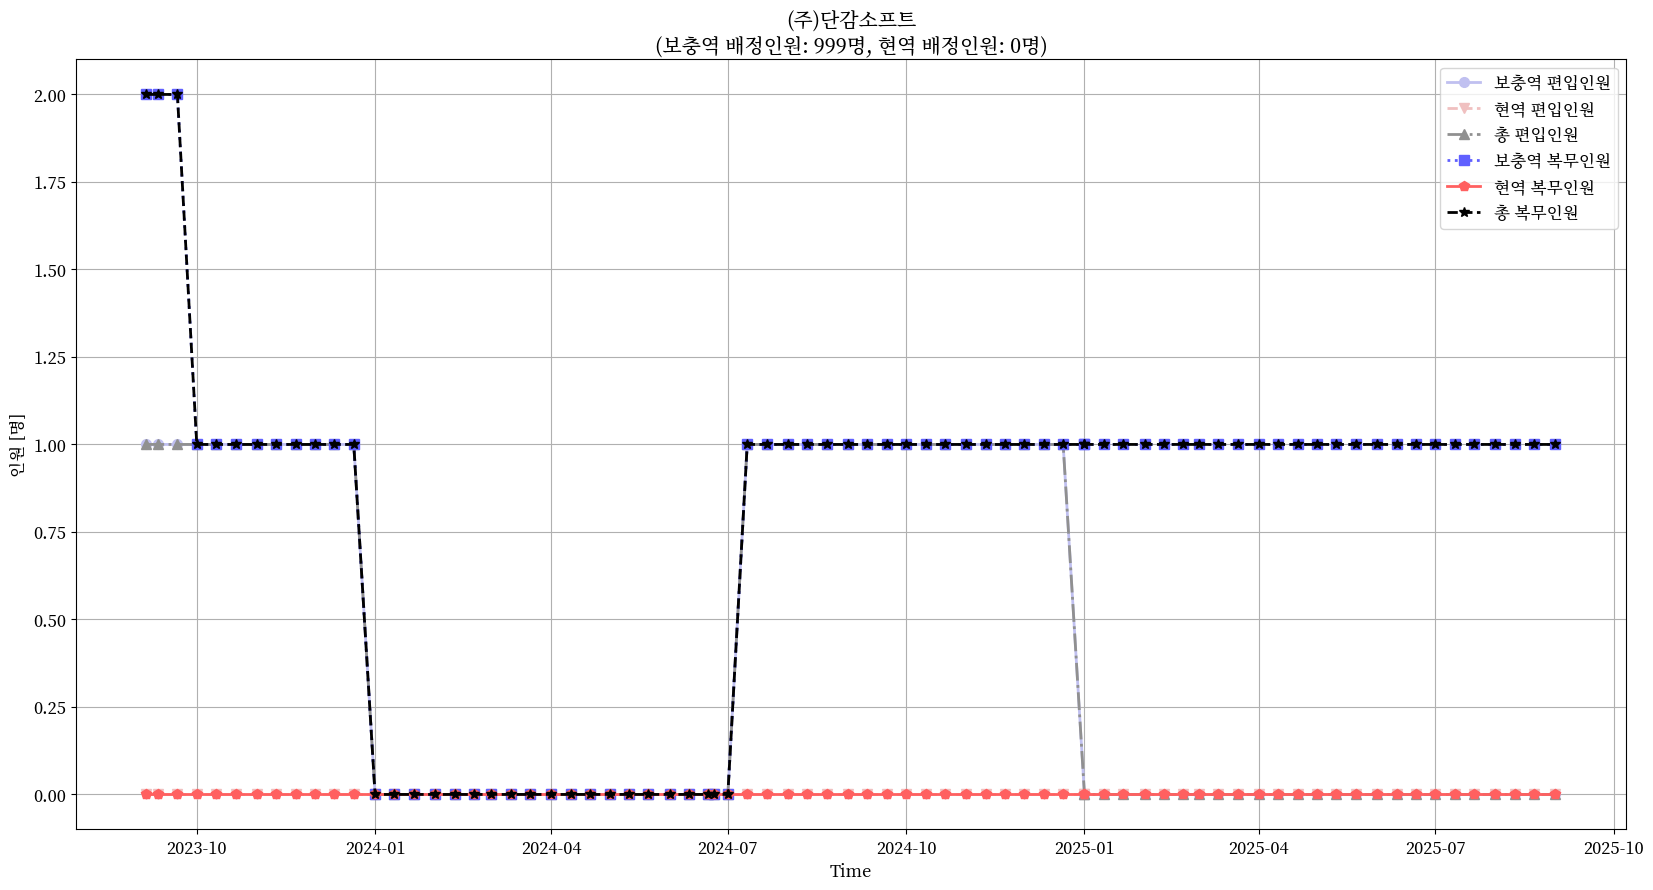 (주)단감소프트
(보충역 배정인원: 999명, 현역 배정인원: 0명)
보충역 편입인원
현역 편입인원
총 편입인원
보충역 복무인원
현역 복무인원
총 복무인원
인원 [명]
2.00
1.75
1.50
1.25
1.00
0.75
0.50
0.25
0.00
2023-10
2024-01
2024-04
2024-07
2024-10
2025-01
2025-04
2025-07
2025-10
Time